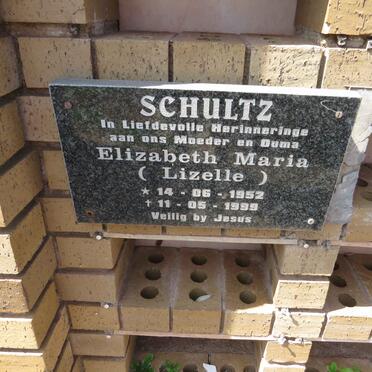 SCHULTZ
In Liefdevolle Herinneringe
aan ons Moeder en Ouma
Elizabeth Maria
( Lizelle )
★ 14 - 06 - 1952
† 11 - 05 - 1999
Veilig by Jesus